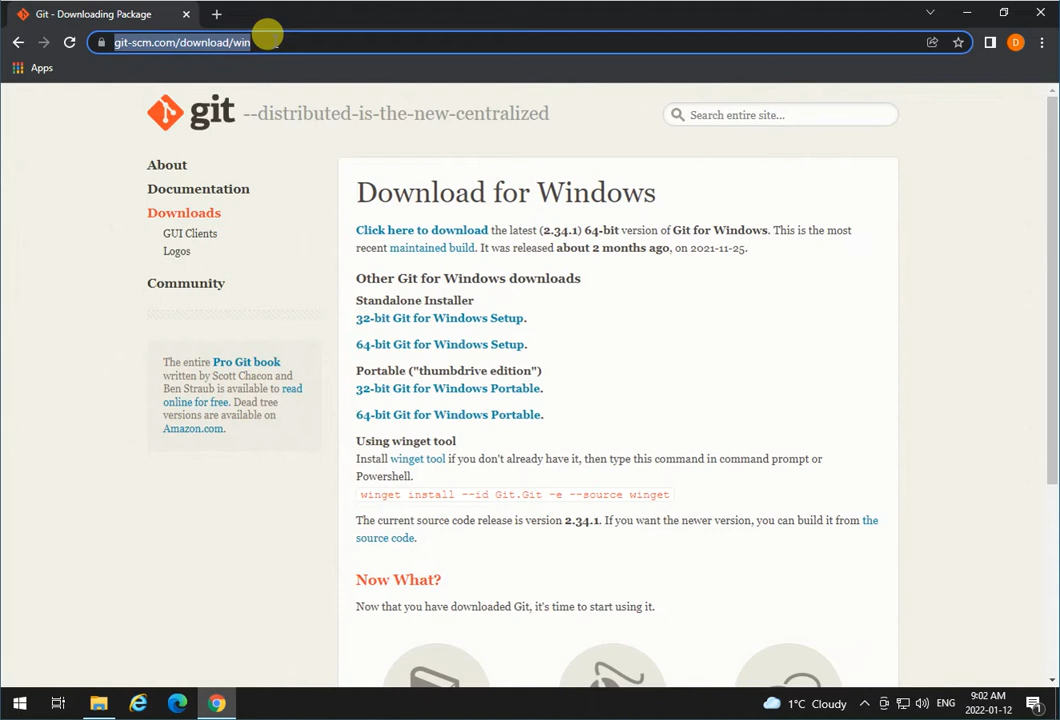 Git - Downloading Package
git-scm.com/download/win
D
Apps
git --distributed-is-the-new-centralized
Search entire site...
About
Documentation
Downloads
GUI Clients
Logos
Community
The entire Pro Git book
written by Scott Chacon and
Ben Straub is available to read
online for free. Dead tree
versions are available on
Amazon.com.
Download for Windows
Click here to download the latest (2.34.1) 64-bit version of Git for Windows. This is the most
recent maintained build. It was released about 2 months ago, on 2021-11-25.
Other Git for Windows downloads
Standalone Installer
32-bit Git for Windows Setup.
64-bit Git for Windows Setup.
Portable ("thumbdrive edition")
32-bit Git for Windows Portable.
64-bit Git for Windows Portable.
Using winget tool
Install winget tool if you don't already have it, then type this command in command prompt or
Powershell.
winget install --id Git.Git -e --source winget
The current source code release is version 2.34.1. If you want the newer version, you can build it from the
source code.
Now What?
Now that you have downloaded Git, it's time to start using it.
1°C Cloudy
ENG
9:02 AM
2022-01-12
1